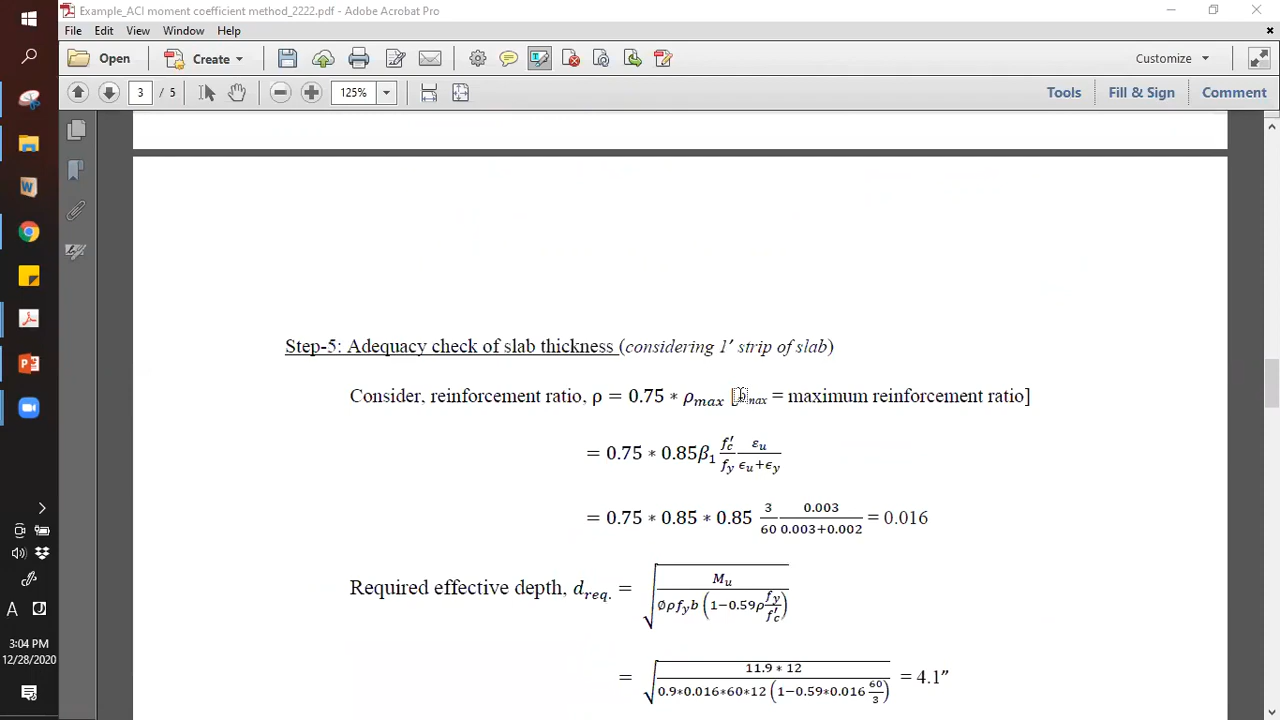 Example_ACI moment coefficient method_2222.pdf - Adobe Acrobat Pro
File Edit View Window Help
Open Create Customize
3 / 5 125% Tools Fill & Sign Comment
Step-5: Adequacy check of slab thickness (considering 1′ strip of slab)
Consider, reinforcement ratio, ρ = 0.75 ∗ ρmax [ = maximum reinforcement ratio]
= 0.75 ∗ 0.85β1 f′c/fy εu/(ϵu+ϵy)
= 0.75 ∗ 0.85 ∗ 0.85 3/60 0.003/(0.003+0.002) = 0.016
Required effective depth, dreq. = √(Mu/(∅ρfyb(1−0.59ρ fy/f′c)))
= √(11.9 ∗ 12/(0.9∗0.016∗60∗12(1−0.59∗0.016 60/3))) = 4.1″
A
3:04 PM
12/28/2020